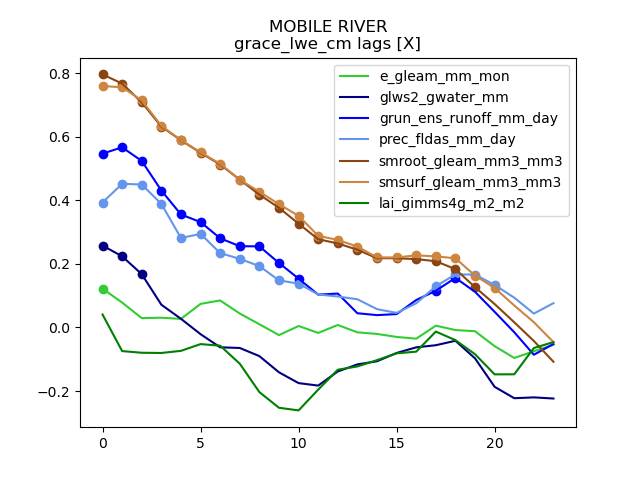 MOBILE RIVER
grace_lwe_cm lags [X]
e_gleam_mm_mon
glws2_gwater_mm
grun_ens_runoff_mm_day
prec_fldas_mm_day
smroot_gleam_mm3_mm3
smsurf_gleam_mm3_mm3
lai_gimms4g_m2_m2
0.8
0.6
0.4
0.2
0.0
−0.2
0
5
10
15
20